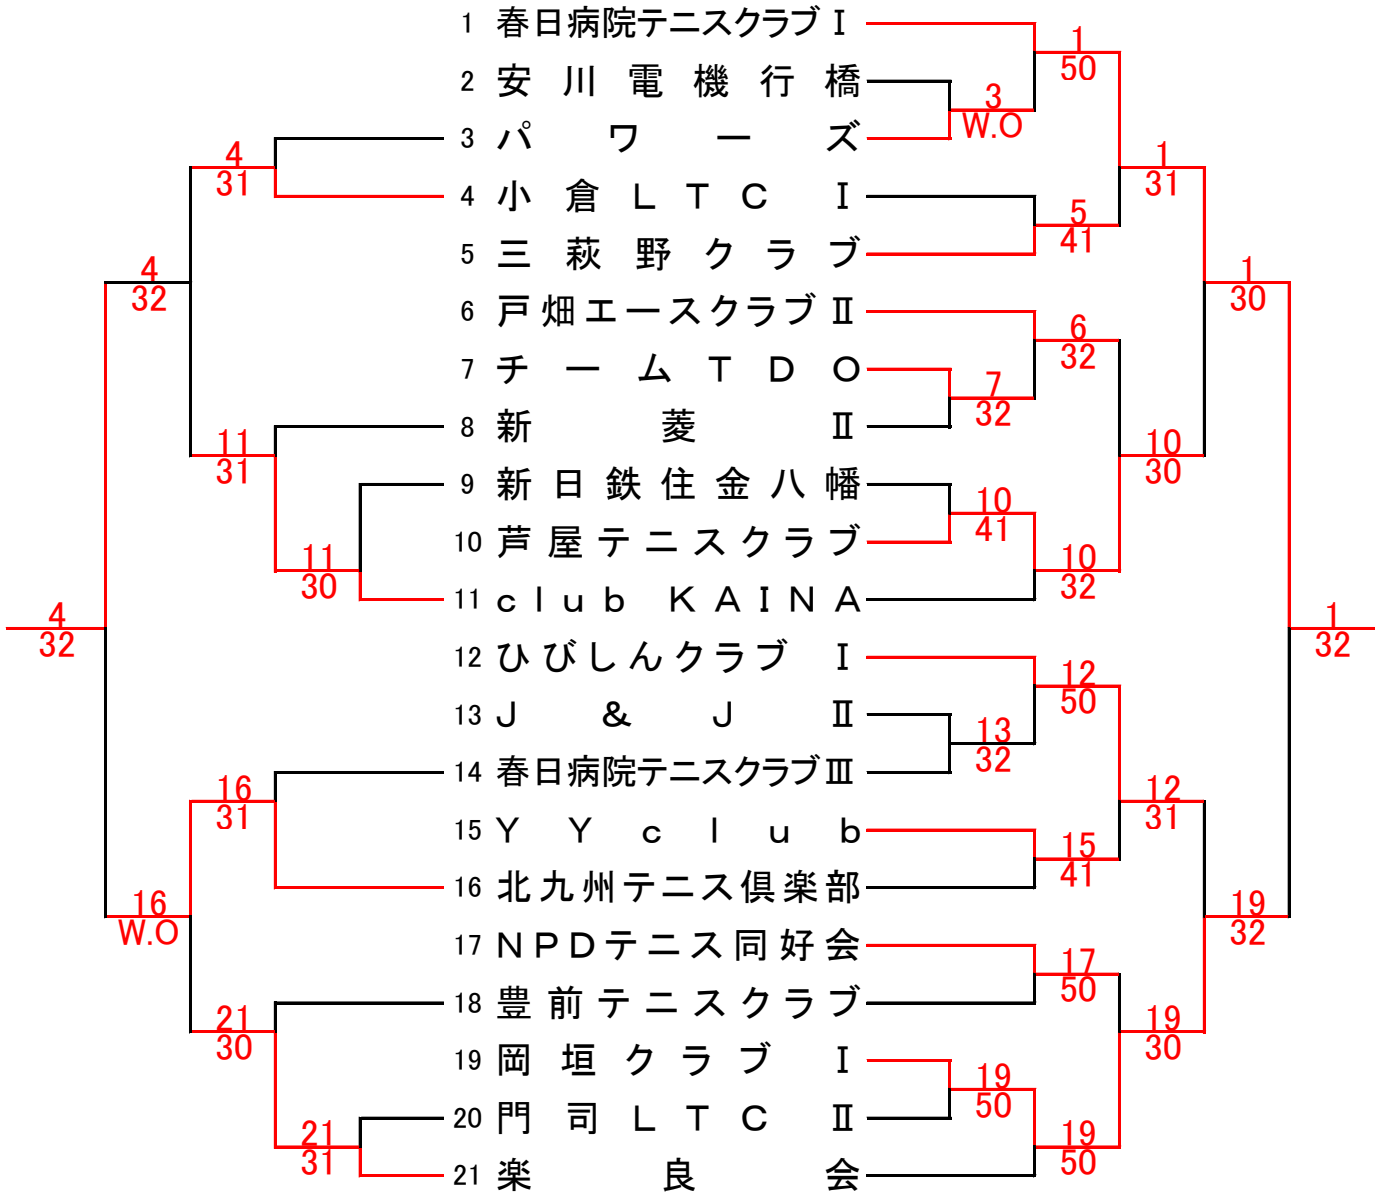 1 春日病院テニスクラブⅠ
1
50
2 安川電機行橋
3
W.O
3 パワーズ
4
31
1
31
4 小倉LTC Ⅰ
5
41
5 三萩野クラブ
4
32
1
30
6 戸畑エースクラブⅡ
6
32
7 チームTDO
7
32
8 新菱Ⅱ
11
31
10
30
9 新日鉄住金八幡
10
41
10 芦屋テニスクラブ
11
30
10
32
11 club KAINA
4
32
1
32
12 ひびしんクラブ Ⅰ
12
50
13 J&J Ⅱ
13
32
14 春日病院テニスクラブⅢ
16
31
12
31
15 YYclub
15
41
16 北九州テニス倶楽部
16
W.O
19
32
17 NPDテニス同好会
17
50
18 豊前テニスクラブ
21
30
19
30
19 岡垣クラブ Ⅰ
19
50
20 門司LTC Ⅱ
21
31
19
50
21 楽良会